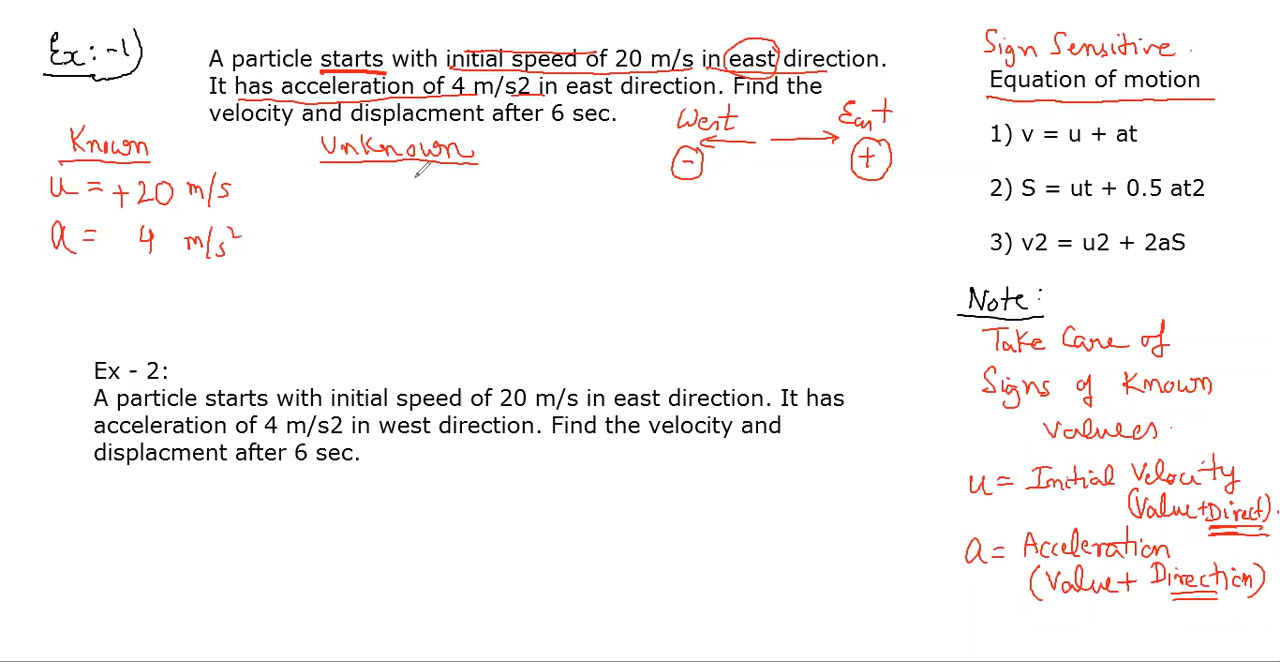 Ex: -1)
A particle starts with initial speed of 20 m/s in east direction.
It has acceleration of 4 m/s2 in east direction. Find the
velocity and displacment after 6 sec.
West East
- +
Known Unknown
u = +20 m/s
a = 4 m/s²
Ex - 2:
A particle starts with initial speed of 20 m/s in east direction. It has
acceleration of 4 m/s2 in west direction. Find the velocity and
displacment after 6 sec.
Sign Sensitive
Equation of motion
1) v = u + at
2) S = ut + 0.5 at2
3) v2 = u2 + 2aS
Note:
Take Care of
Signs of Known
values.
u = Initial Velocity
(Value + Direct).
a = Acceleration
(Value + Direction)